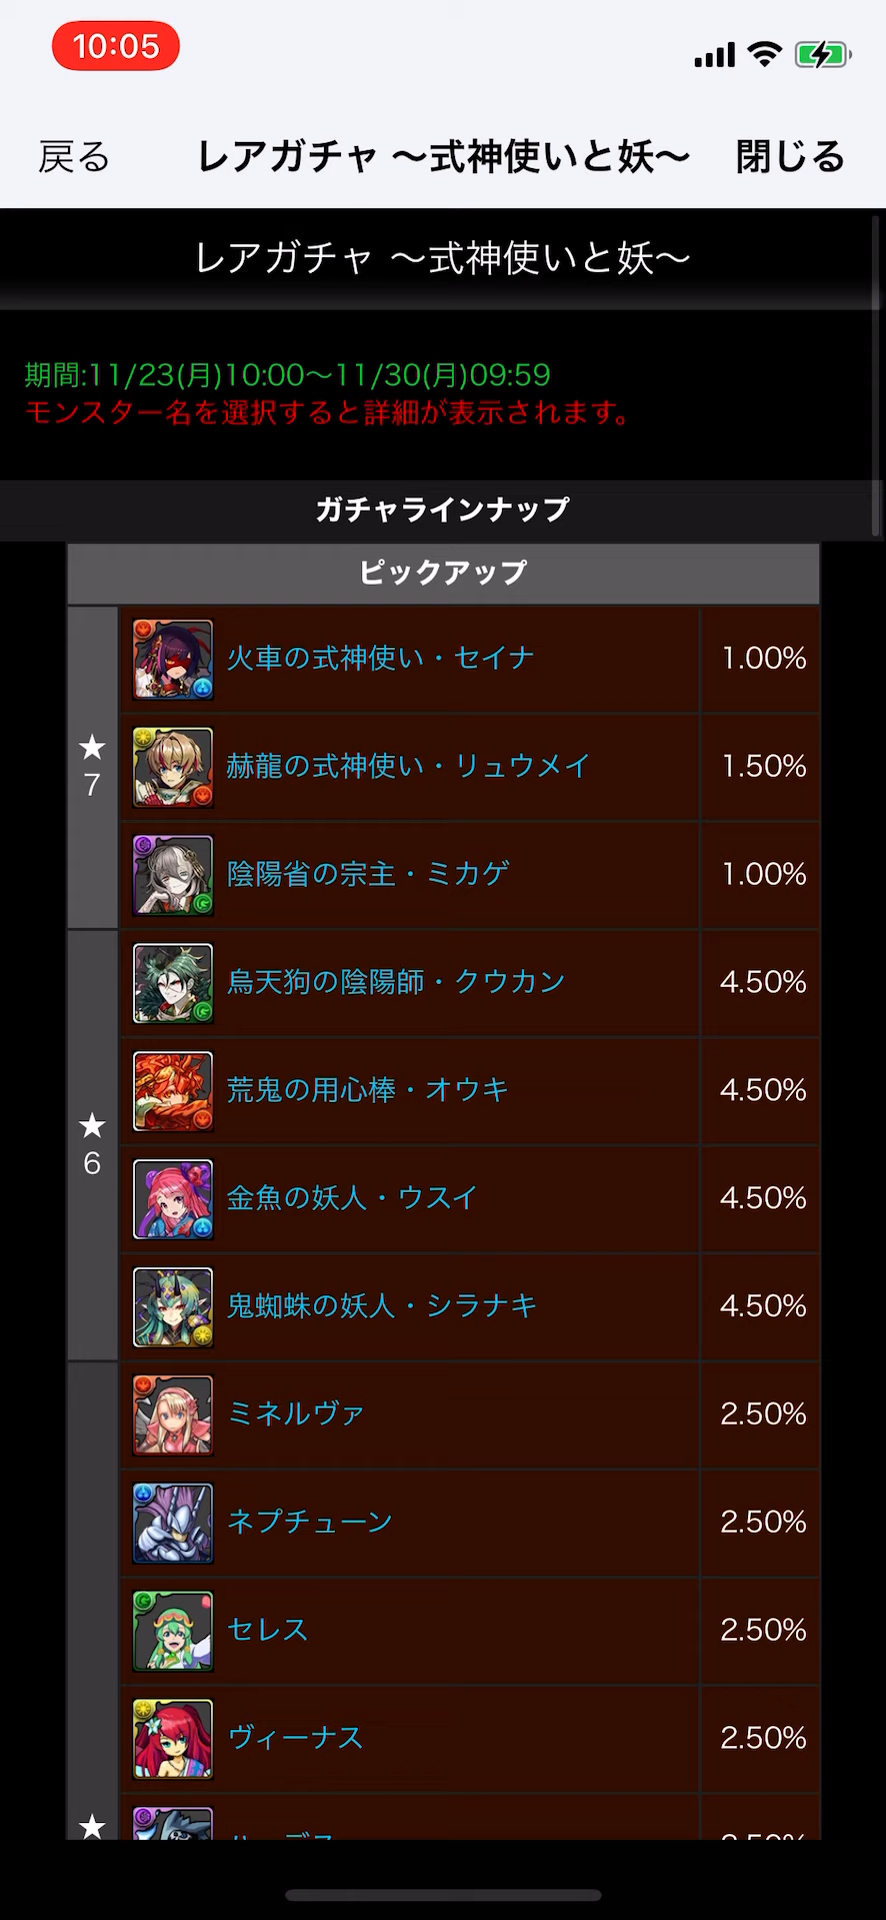 10:05
戻る
レアガチャ ～式神使いと妖～
閉じる
レアガチャ ～式神使いと妖～
期間:11/23(月)10:00～11/30(月)09:59
モンスター名を選択すると詳細が表示されます。
ガチャラインナップ
ピックアップ
★
7
火車の式神使い・セイナ
1.00%
赫龍の式神使い・リュウメイ
1.50%
陰陽省の宗主・ミカゲ
1.00%
★
6
烏天狗の陰陽師・クウカン
4.50%
荒鬼の用心棒・オウキ
4.50%
金魚の妖人・ウスイ
4.50%
鬼蜘蛛の妖人・シラナキ
4.50%
★
ミネルヴァ
2.50%
ネプチューン
2.50%
セレス
2.50%
ヴィーナス
2.50%